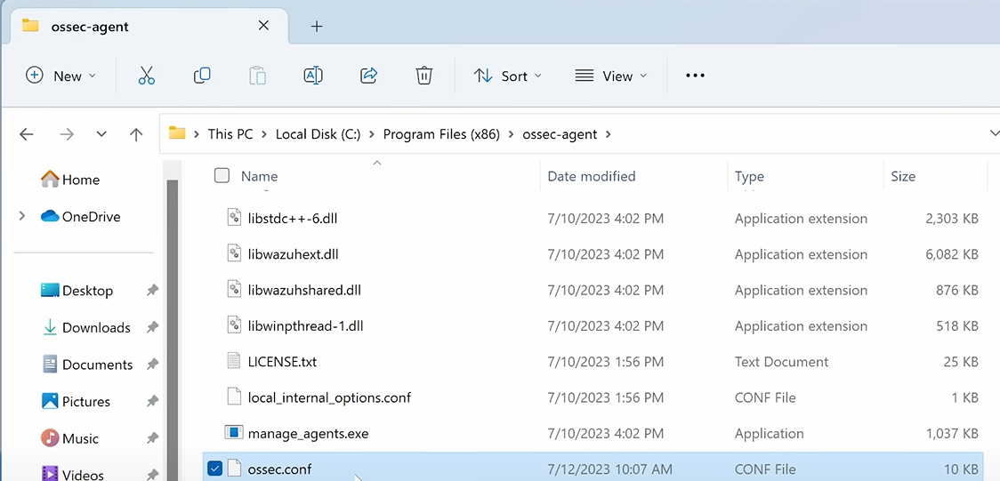 ossec-agent
New
Sort
View
This PC > Local Disk (C:) > Program Files (x86) > ossec-agent >
Home
OneDrive
Desktop
Downloads
Documents
Pictures
Music
Videos
Name Date modified Type Size
libstdc++-6.dll 7/10/2023 4:02 PM Application extension 2,303 KB
libwazuhext.dll 7/10/2023 4:02 PM Application extension 6,082 KB
libwazuhshared.dll 7/10/2023 4:02 PM Application extension 876 KB
libwinpthread-1.dll 7/10/2023 4:02 PM Application extension 518 KB
LICENSE.txt 7/10/2023 1:56 PM Text Document 25 KB
local_internal_options.conf 7/10/2023 1:56 PM CONF File 1 KB
manage_agents.exe 7/10/2023 4:02 PM Application 1,037 KB
ossec.conf 7/12/2023 10:07 AM CONF File 10 KB